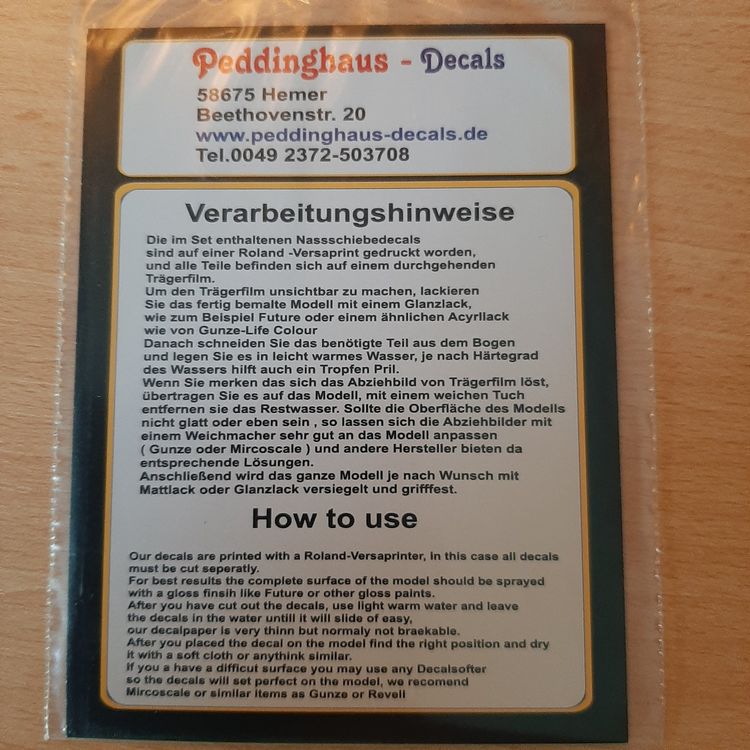 Peddinghaus - Decals
58675 Hemer
Beethovenstr. 20
www.peddinghaus-decals.de
Tel.0049 2372-503708
Verarbeitungshinweise
Die im Set enthaltenen Nassschiebedecals
sind auf einer Roland -Versaprint gedruckt worden,
und alle Teile befinden sich auf einem durchgehenden
Trägerfilm.
Um den Trägerfilm unsichtbar zu machen, lackieren
Sie das fertig bemalte Modell mit einem Glanzlack,
wie zum Beispiel Future oder einem ähnlichen Acyrllack
wie von Gunze-Life Colour
Danach schneiden Sie das benötigte Teil aus dem Bogen
und legen Sie es in leicht warmes Wasser, je nach Härtegrad
des Wassers hilft auch ein Tropfen Pril.
Wenn Sie merken das sich das Abziehbild von Trägerfilm löst,
übertragen Sie es auf das Modell, mit einem weichen Tuch
entfernen sie das Restwasser. Sollte die Oberfläche des Modells
nicht glatt oder eben sein , so lassen sich die Abziehbilder mit
einem Weichmacher sehr gut an das Modell anpassen
( Gunze oder Mircoscale ) und andere Hersteller bieten da
entsprechende Lösungen.
Anschließend wird das ganze Modell je nach Wunsch mit
Mattlack oder Glanzlack versiegelt und grifffest.
How to use
Our decals are printed with a Roland-Versaprinter, in this case all decals
must be cut seperatly.
For best results the complete surface of the model should be sprayed
with a gloss finsih like Future or other gloss paints.
After you have cut out the decals, use light warm water and leave
the decals in the water untill it will slide of easy,
our decalpaper is very thinn but normaly not braekable.
After you placed the decal on the model find the right position and dry
it with a soft cloth or anythink similar.
If you a have a difficut surface you may use any Decalsofter
so the decals will set perfect on the model, we recomend
Mircoscale or similar items as Gunze or Revell